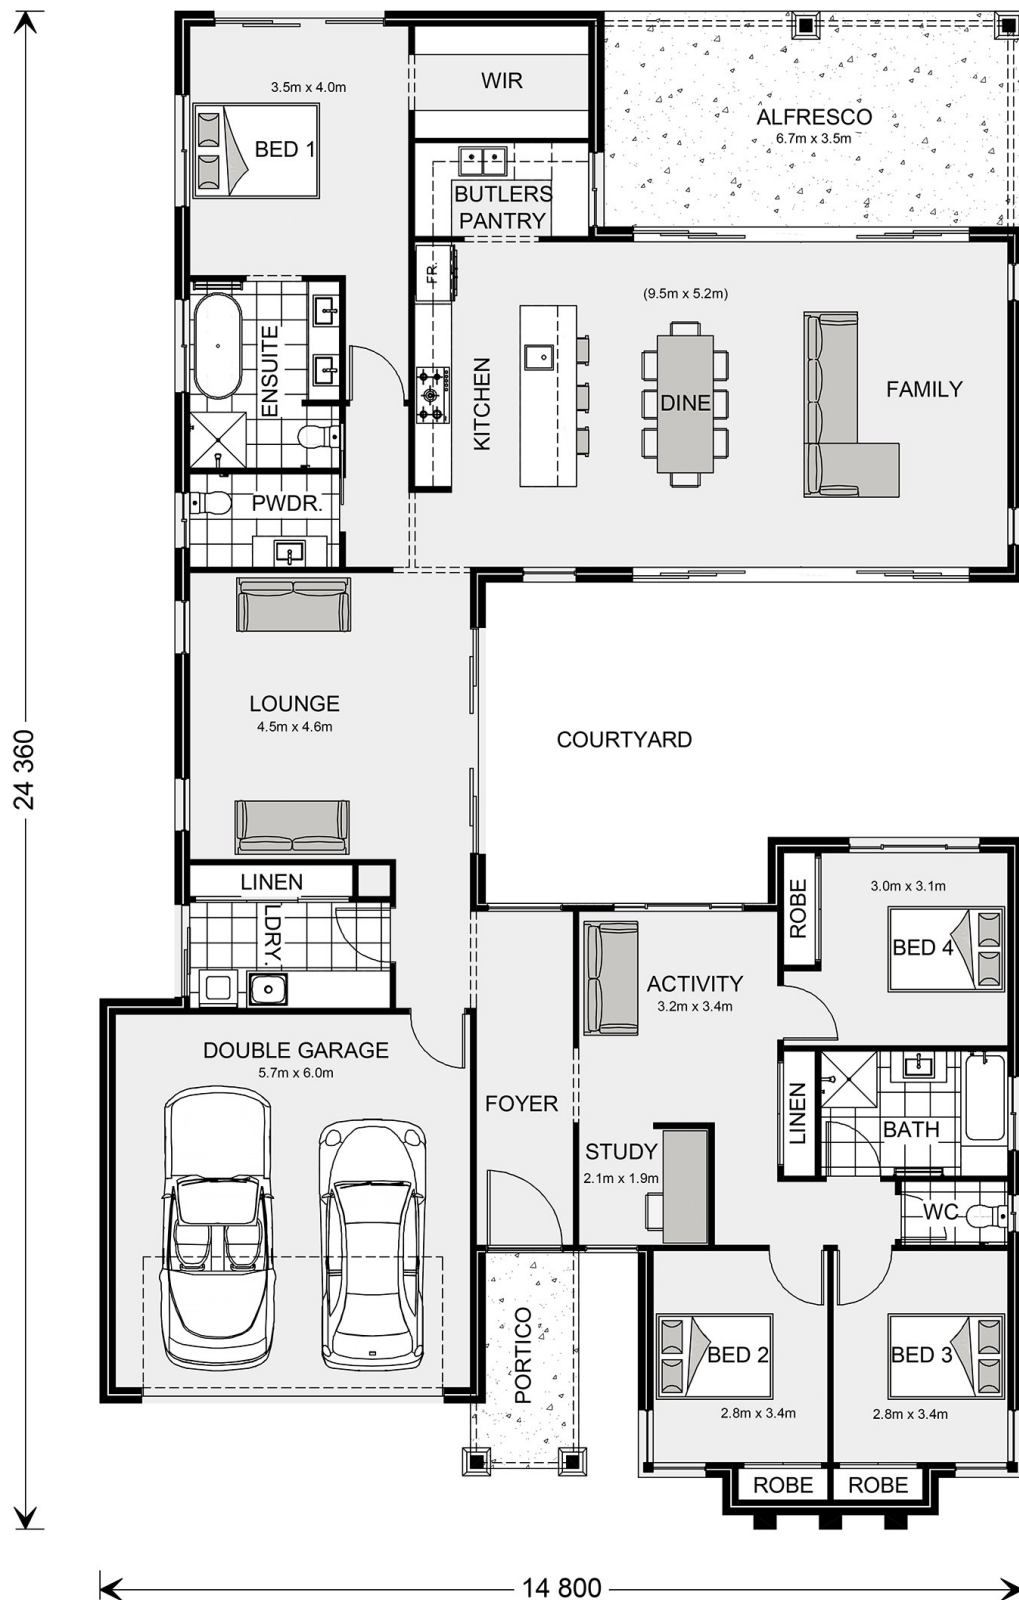 3.5m x 4.0m
BED 1
WIR
ALFRESCO
6.7m x 3.5m
BUTLERS
PANTRY
FR.
(9.5m x 5.2m)
ENSUITE
KITCHEN
DINE
FAMILY
PWDR.
LOUNGE
4.5m x 4.6m
COURTYARD
24 360
LINEN
LDRY.
ROBE
3.0m x 3.1m
BED 4
ACTIVITY
3.2m x 3.4m
DOUBLE GARAGE
5.7m x 6.0m
FOYER
LINEN
BATH
STUDY
2.1m x 1.9m
WC
PORTICO
BED 2
2.8m x 3.4m
BED 3
2.8m x 3.4m
ROBE
ROBE
14 800